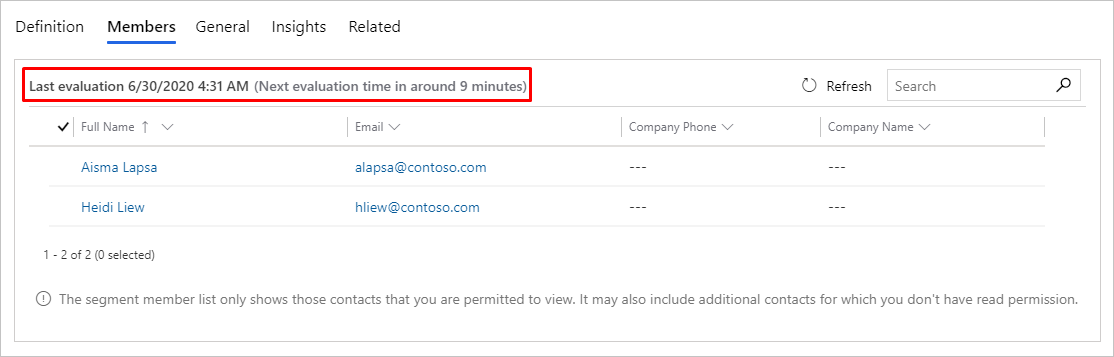 Definition Members General Insights Related
Last evaluation 6/30/2020 4:31 AM (Next evaluation time in around 9 minutes) Refresh Search
Full Name Email Company Phone Company Name
Aisma Lapsa alapsa@contoso.com --- ---
Heidi Liew hliew@contoso.com --- ---
1 - 2 of 2 (0 selected)
The segment member list only shows those contacts that you are permitted to view. It may also include additional contacts for which you don't have read permission.